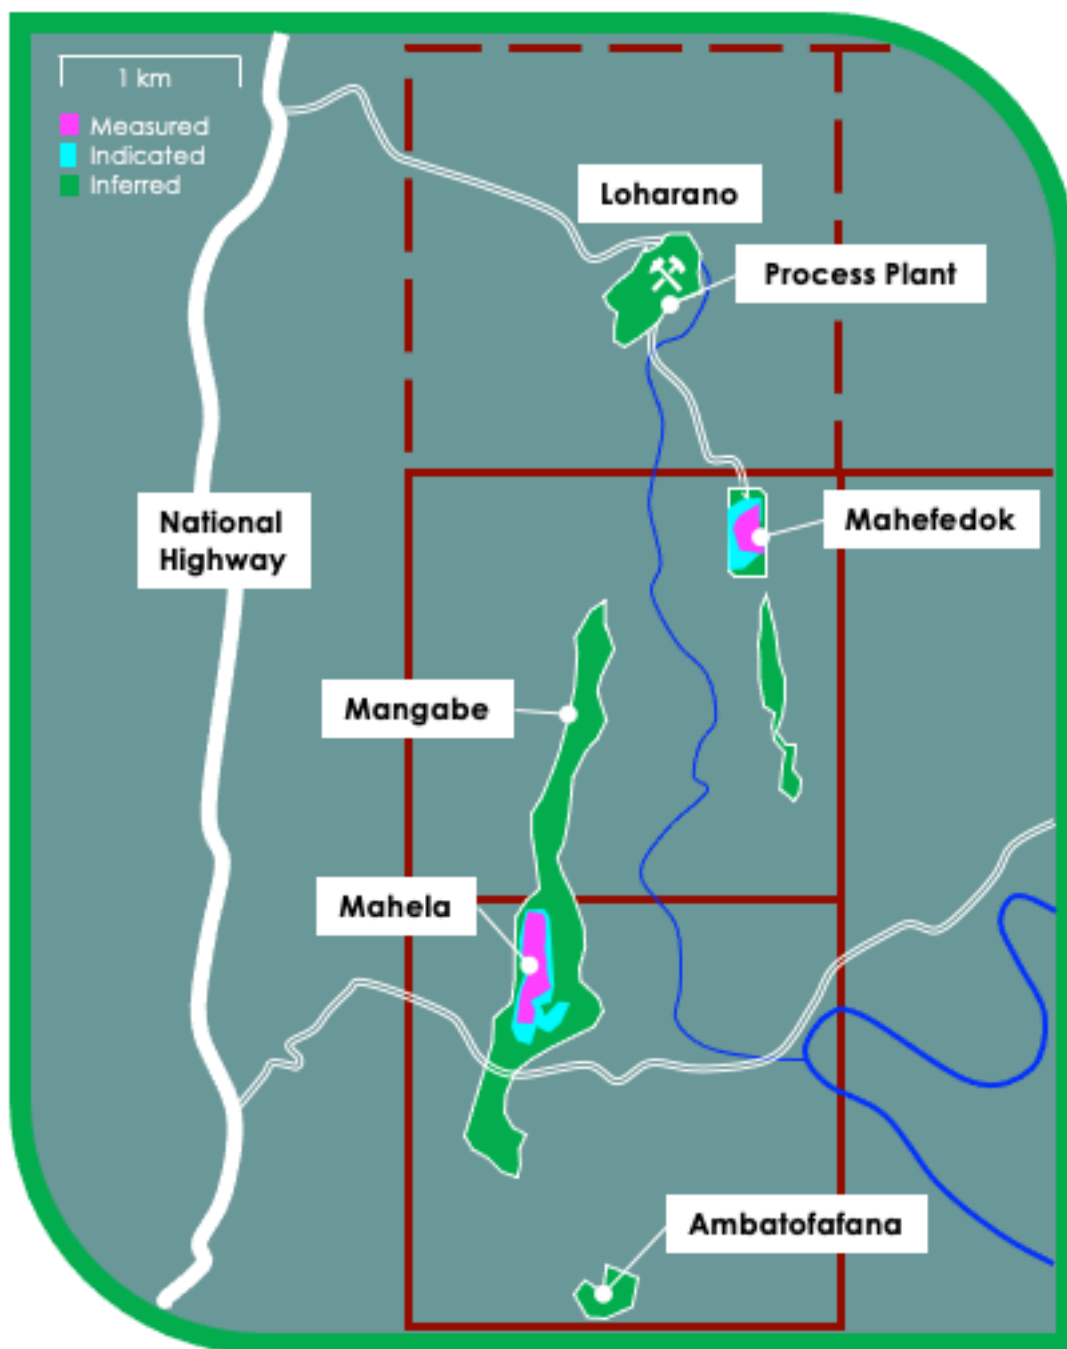 1 km
Measured
Indicated
Inferred
Loharano
Process Plant
National
Highway
Mahefedok
Mangabe
Mahela
Ambatofafana